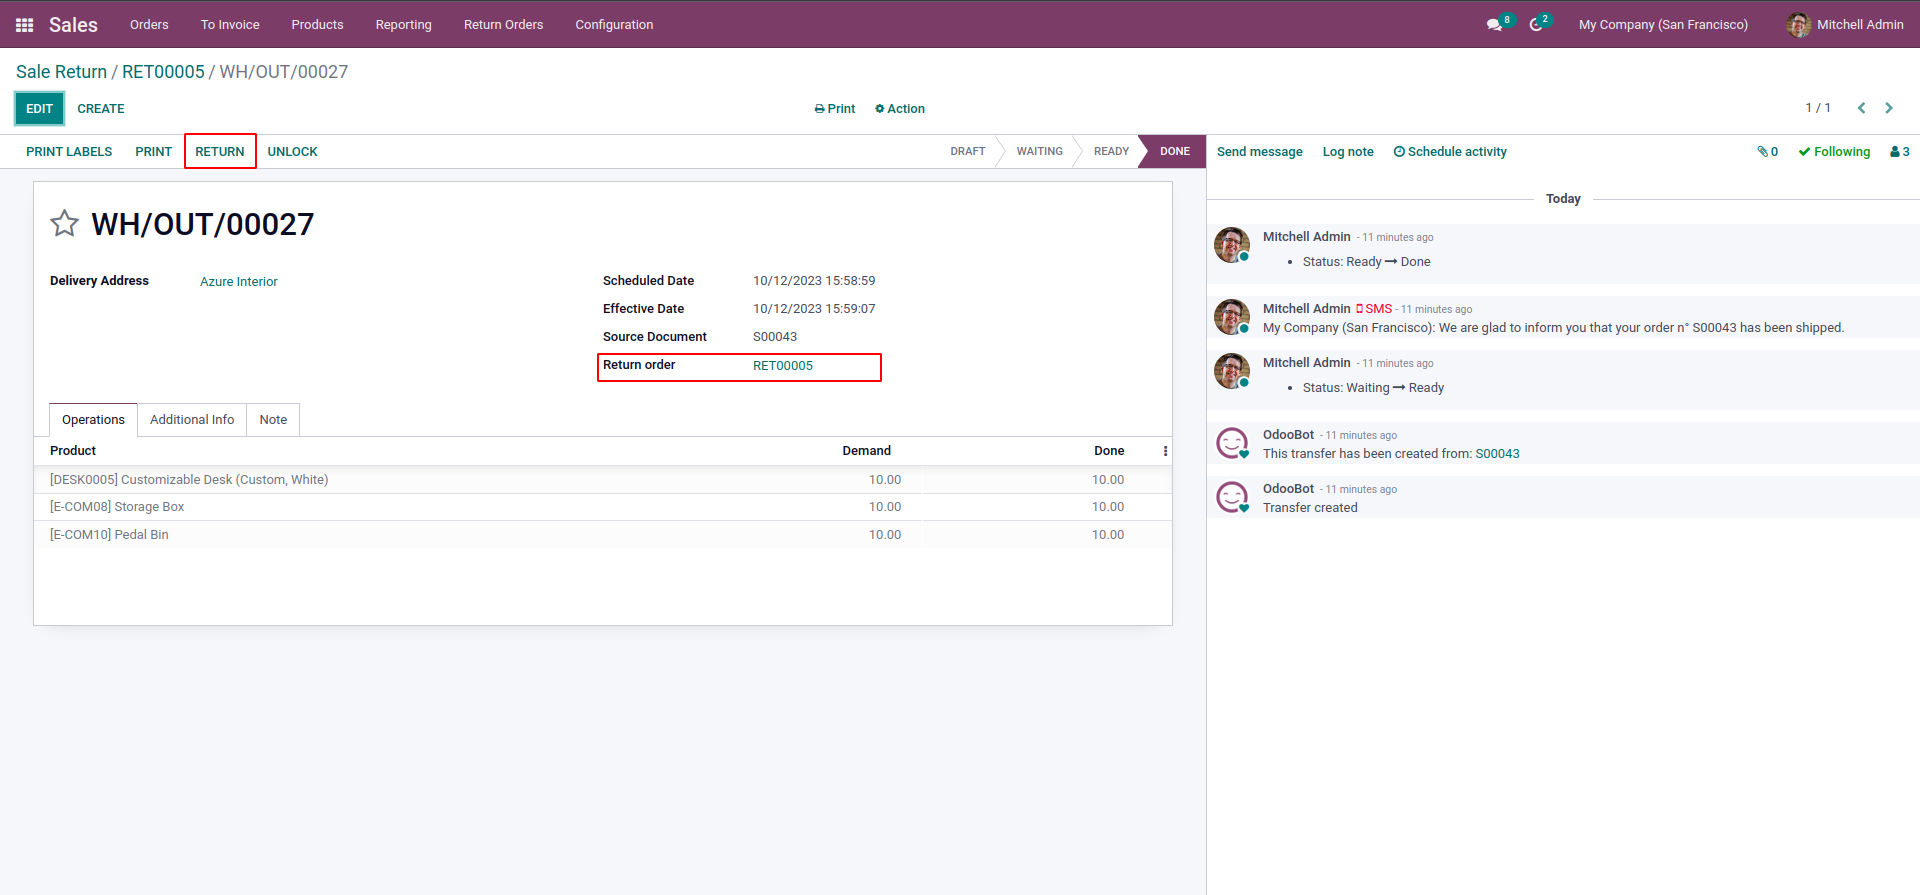 Sales Orders To Invoice Products Reporting Return Orders Configuration 8 2 My Company (San Francisco) Mitchell Admin
Sale Return / RET00005 / WH/OUT/00027
EDIT CREATE Print Action 1 / 1
PRINT LABELS PRINT RETURN UNLOCK DRAFT WAITING READY DONE
WH/OUT/00027
Delivery Address Azure Interior
Scheduled Date 10/12/2023 15:58:59
Effective Date 10/12/2023 15:59:07
Source Document S00043
Return order RET00005
Operations Additional Info Note
Product Demand Done
[DESK0005] Customizable Desk (Custom, White) 10.00 10.00
[E-COM08] Storage Box 10.00 10.00
[E-COM10] Pedal Bin 10.00 10.00
Send message Log note Schedule activity 0 Following 3
Today
Mitchell Admin - 11 minutes ago
• Status: Ready → Done
Mitchell Admin SMS - 11 minutes ago
My Company (San Francisco): We are glad to inform you that your order n° S00043 has been shipped.
Mitchell Admin - 11 minutes ago
• Status: Waiting → Ready
OdooBot - 11 minutes ago
This transfer has been created from: S00043
OdooBot - 11 minutes ago
Transfer created